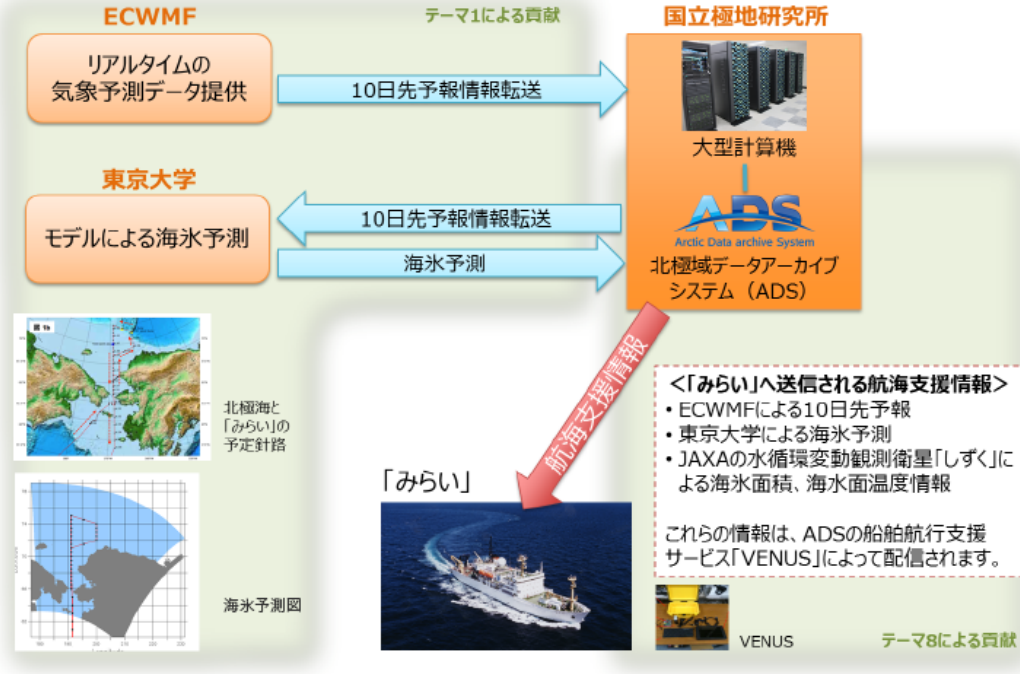 ECWMF
テーマ1による貢献
国立極地研究所
リアルタイムの
気象予測データ提供
10日先予報情報転送
大型計算機
東京大学
モデルによる海氷予測
10日先予報情報転送
海氷予測
ADS
Arctic Data archive System
北極域データアーカイブ
システム（ADS）
航海支援情報
北極海と
「みらい」の
予定針路
海氷予測図
「みらい」
＜「みらい」へ送信される航海支援情報＞
・ECWMFによる10日先予報
・東京大学による海氷予測
・JAXAの水循環変動観測衛星「しずく」に
よる海氷面積、海水面温度情報
これらの情報は、ADSの船舶航行支援
サービス「VENUS」によって配信されます。
VENUS
テーマ8による貢献